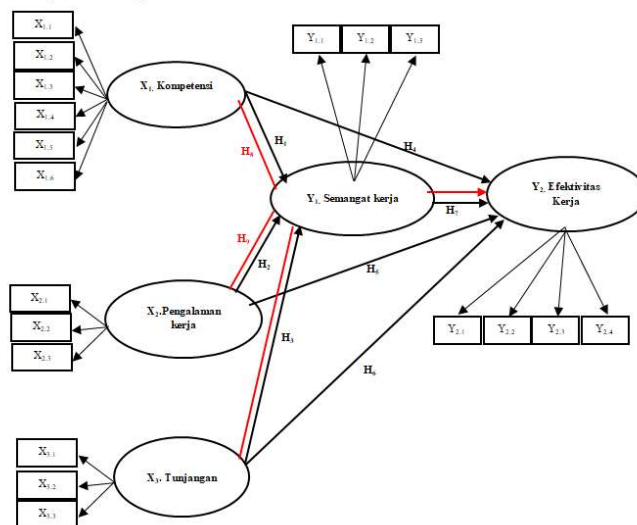 X1.1
X1.2
X1.3
X1.4
X1.5
X1.6
X1. Kompetensi
Y1.1 Y1.2 Y1.3
H1
H8
H4
Y1. Semangat kerja
H7
Y2. Efektivitas
Kerja
H9
H2
H5
X2.1
X2.2
X2.3
X2.Pengalaman
kerja
H3
H6
Y2.1 Y2.2 Y2.3 Y2.4
X3.1
X3.2
X3.3
X3. Tunjangan